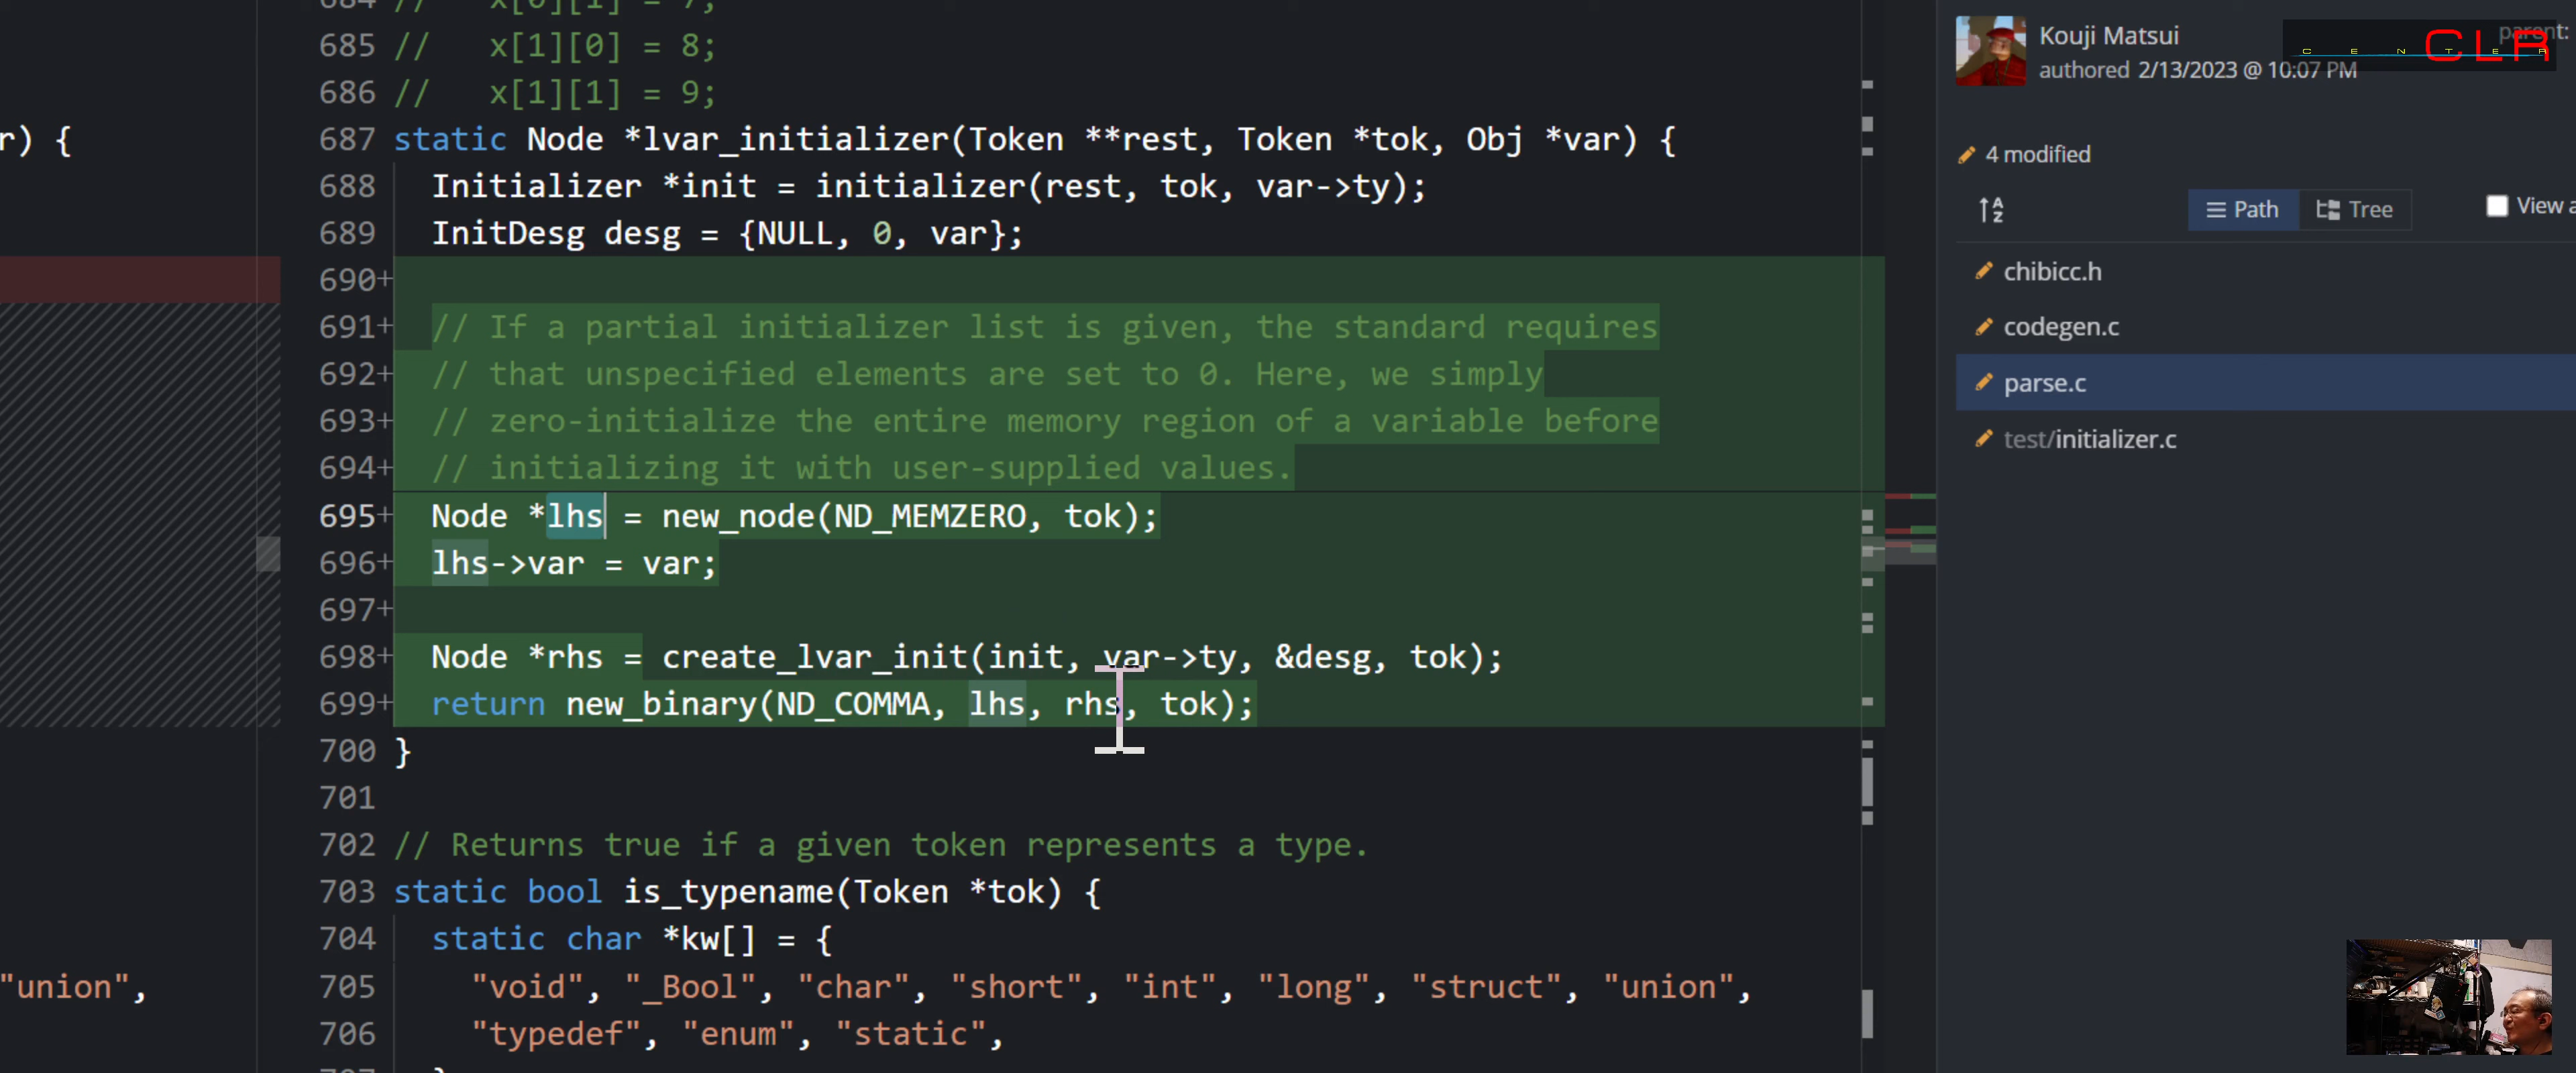 684 //   x[0][1] = 7;
685 //   x[1][0] = 8;
686 //   x[1][1] = 9;
r) {
687 static Node *lvar_initializer(Token **rest, Token *tok, Obj *var) {
688   Initializer *init = initializer(rest, tok, var->ty);
689   InitDesg desg = {NULL, 0, var};
690+
691+   // If a partial initializer list is given, the standard requires
692+   // that unspecified elements are set to 0. Here, we simply
693+   // zero-initialize the entire memory region of a variable before
694+   // initializing it with user-supplied values.
695+   Node *lhs = new_node(ND_MEMZERO, tok);
696+   lhs->var = var;
697+
698+   Node *rhs = create_lvar_init(init, var->ty, &desg, tok);
699+   return new_binary(ND_COMMA, lhs, rhs, tok);
700 }
701
702 // Returns true if a given token represents a type.
703 static bool is_typename(Token *tok) {
704   static char *kw[] = {
"union",
705     "void", "_Bool", "char", "short", "int", "long", "struct", "union",
706     "typedef", "enum", "static",
Kouji Matsui
authored 2/13/2023 @ 10:07 PM
parent:
CENTER CLR
4 modified
Path
Tree
View a
chibicc.h
codegen.c
parse.c
test/initializer.c